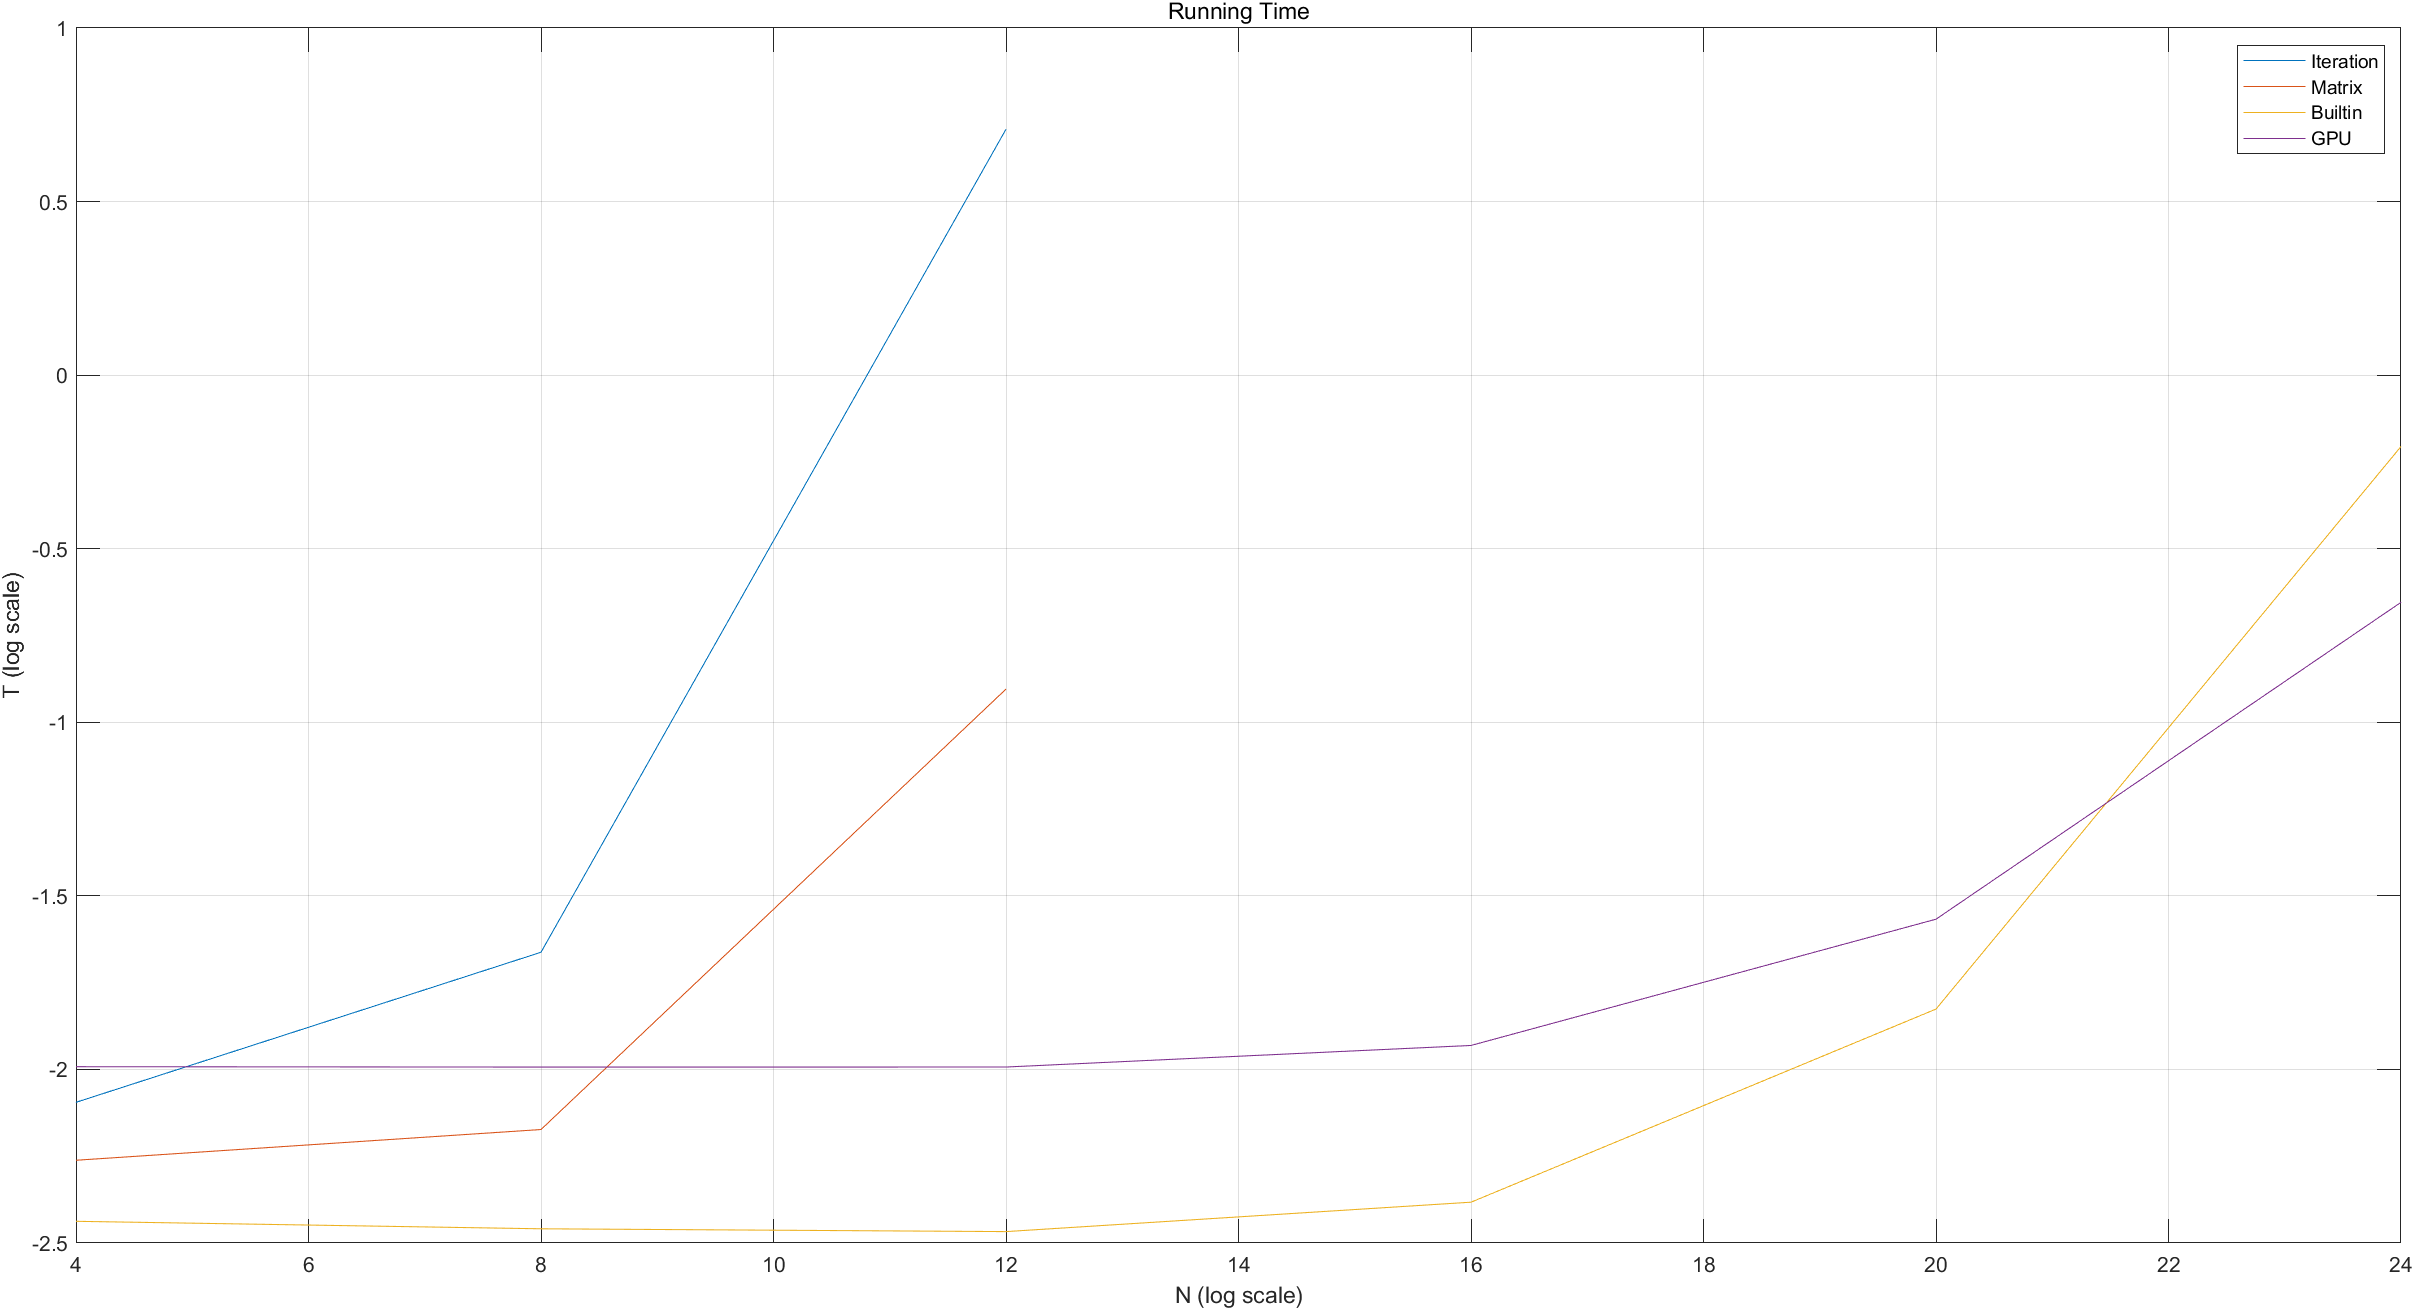 Running Time
Iteration
Matrix
Builtin
GPU
1
0.5
0
-0.5
-1
-1.5
-2
-2.5
T (log scale)
4 6 8 10 12 14 16 18 20 22 24
N (log scale)